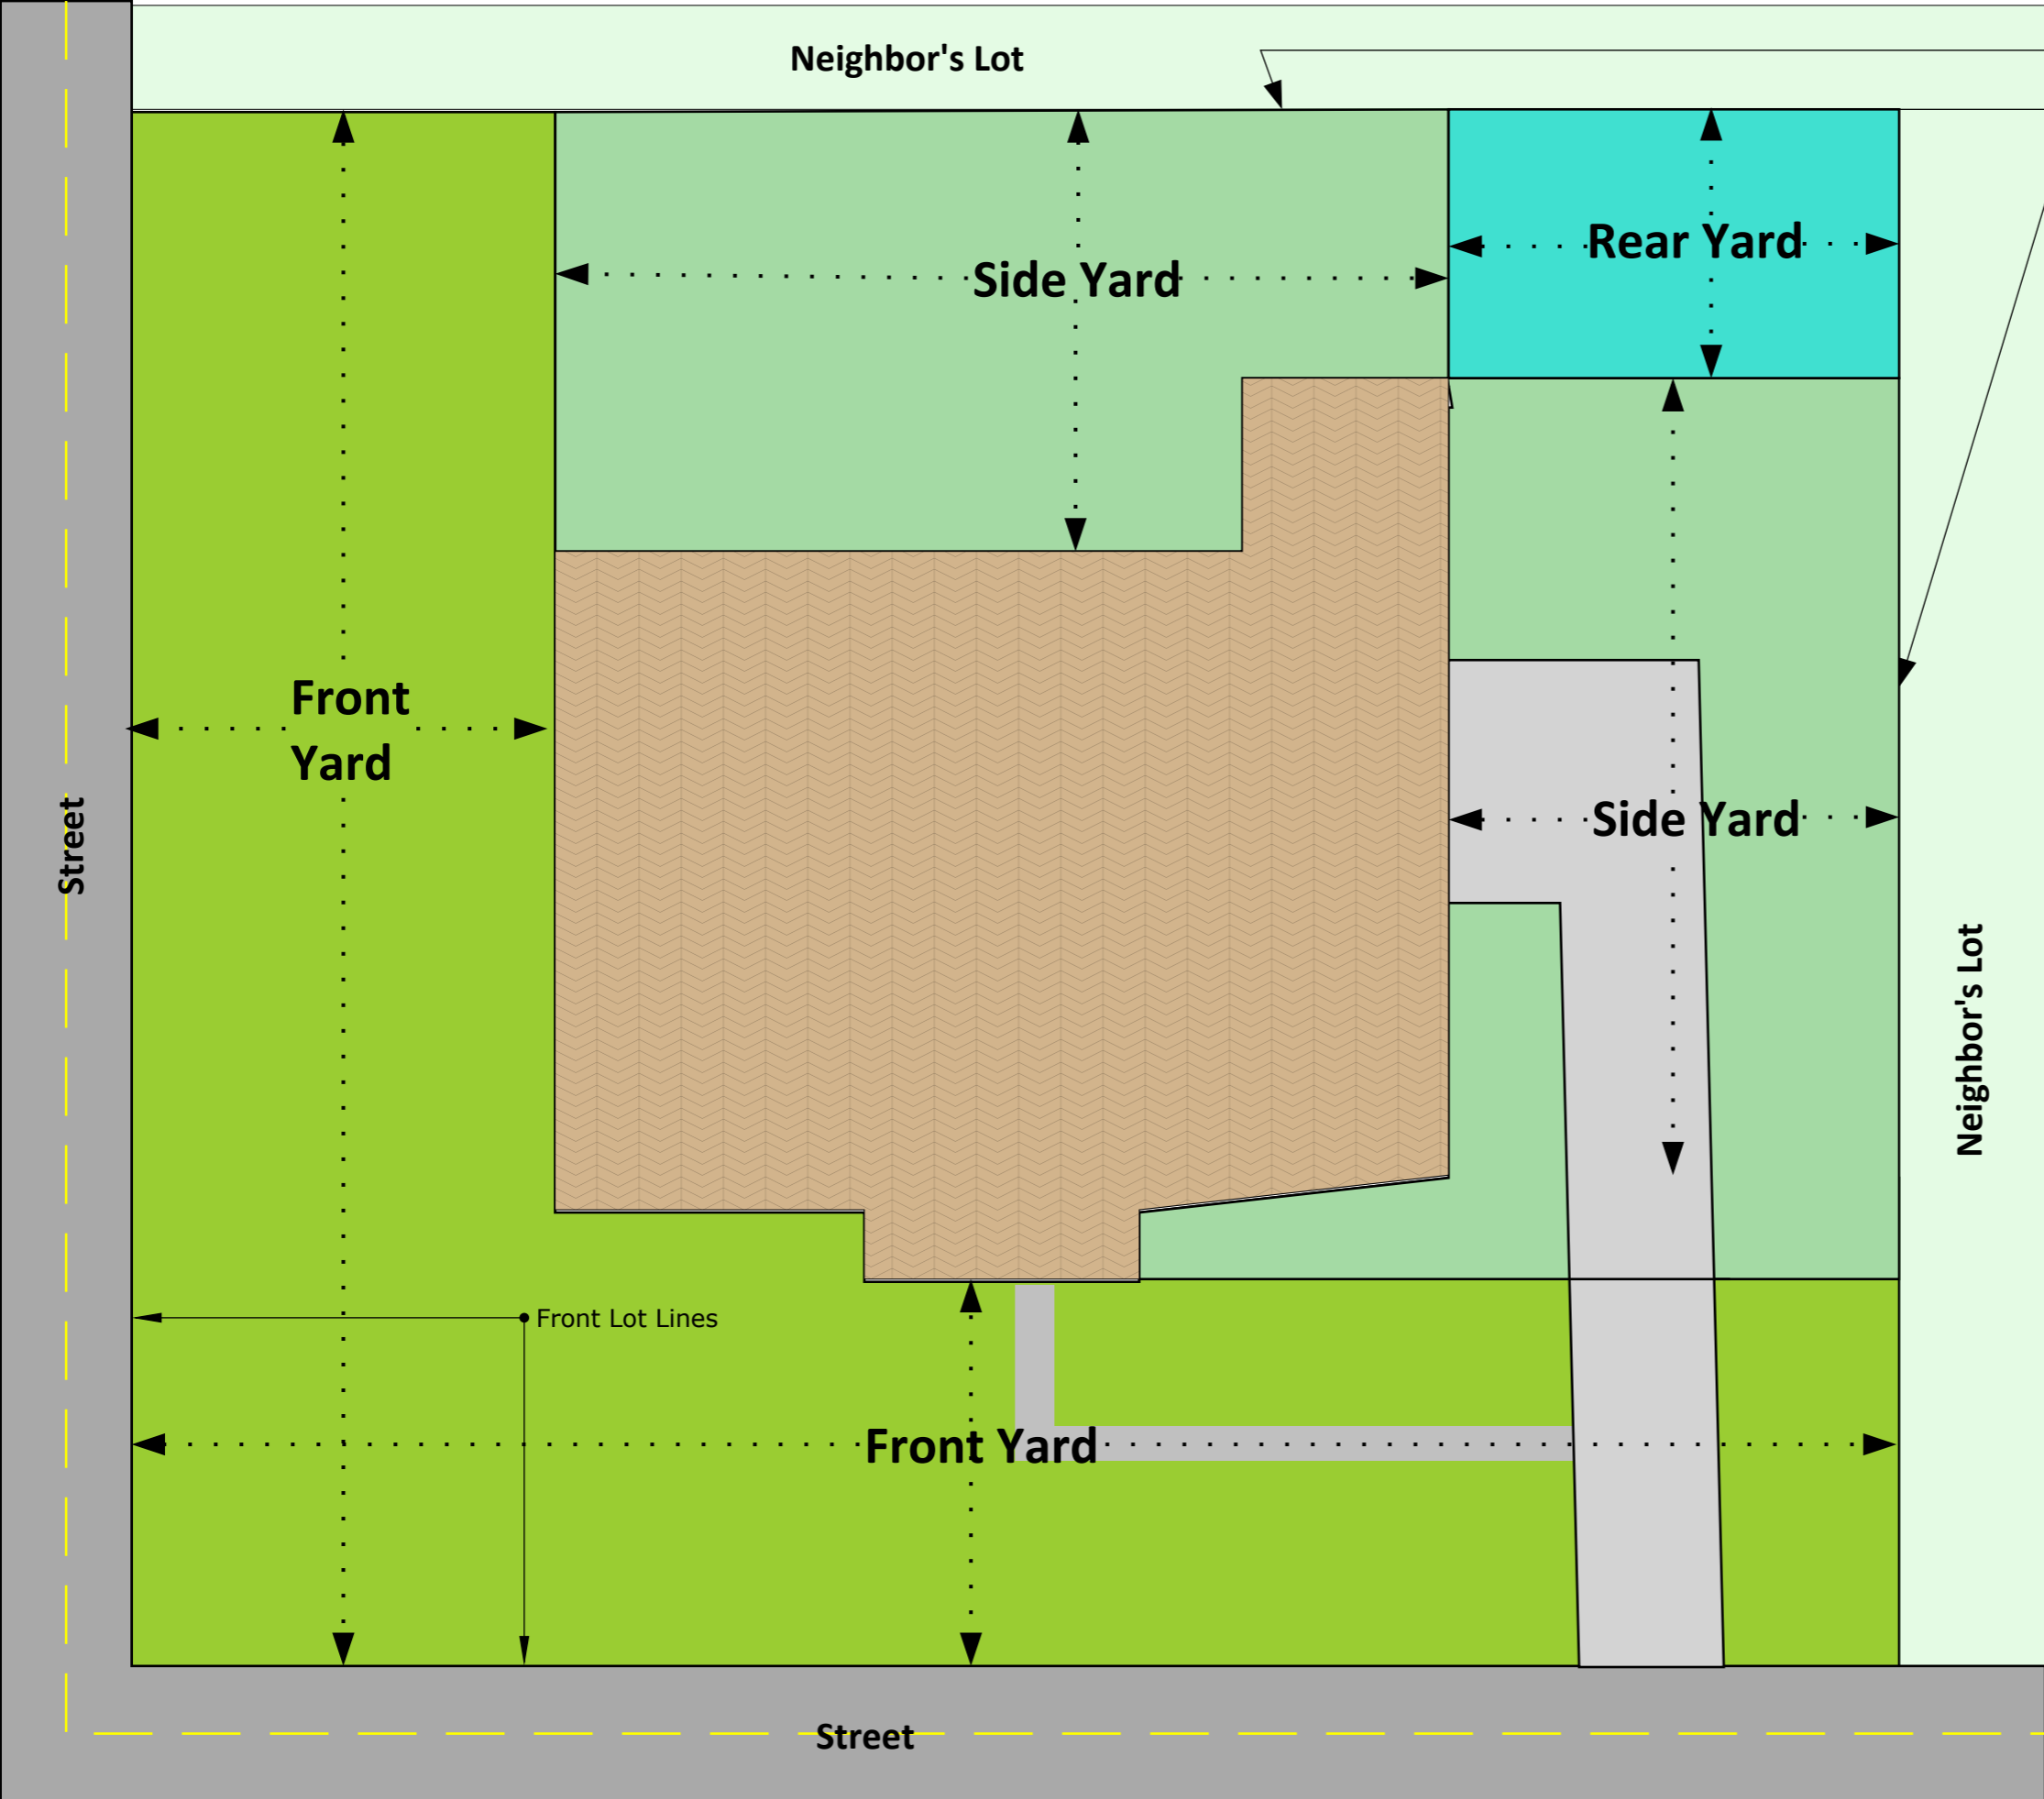 Neighbor's Lot
Rear Yard
Side Yard
Front
Yard
Street
Side Yard
Neighbor's Lot
Front Lot Lines
Front Yard
Street